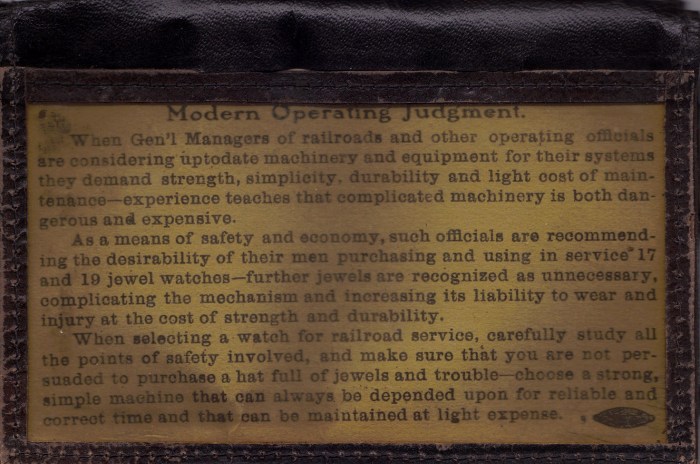 Modern Operating Judgment.
When Gen'l Managers of railroads and other operating officials
are considering uptodate machinery and equipment for their systems
they demand strength, simplicity, durability and light cost of main-
tenance—experience teaches that complicated machinery is both dan-
gerous and expensive.
As a means of safety and economy, such officials are recommend-
ing the desirability of their men purchasing and using in service 17
and 19 jewel watches—further jewels are recognized as unnecessary,
complicating the mechanism and increasing its liability to wear and
injury at the cost of strength and durability.
When selecting a watch for railroad service, carefully study all
the points of safety involved, and make sure that you are not per-
suaded to purchase a hat full of jewels and trouble—choose a strong,
simple machine that can always be depended upon for reliable and
correct time and that can be maintained at light expense.